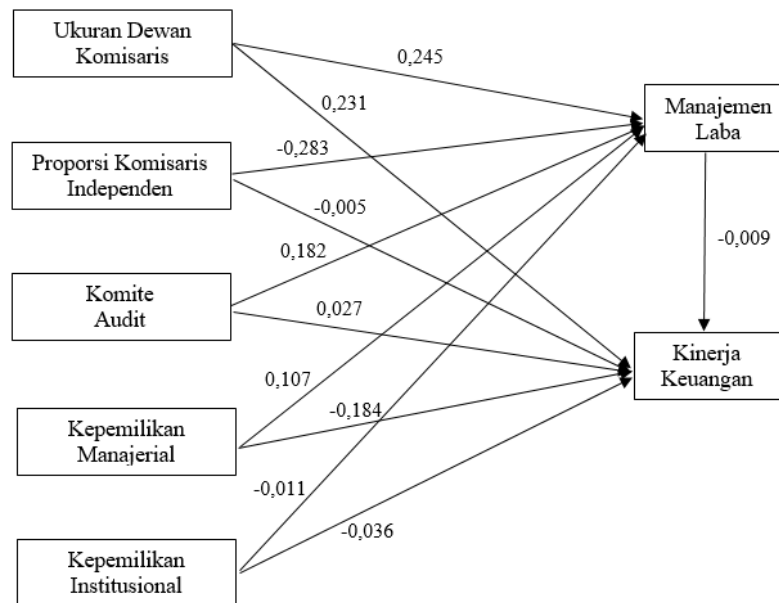 Ukuran Dewan
Komisaris
0,245
0,231
Manajemen
Laba
Proporsi Komisaris
Independen
-0,283
-0,005
-0,009
0,182
Komite
Audit
0,027
Kinerja
Keuangan
0,107
-0,184
Kepemilikan
Manajerial
-0,011
-0,036
Kepemilikan
Institusional